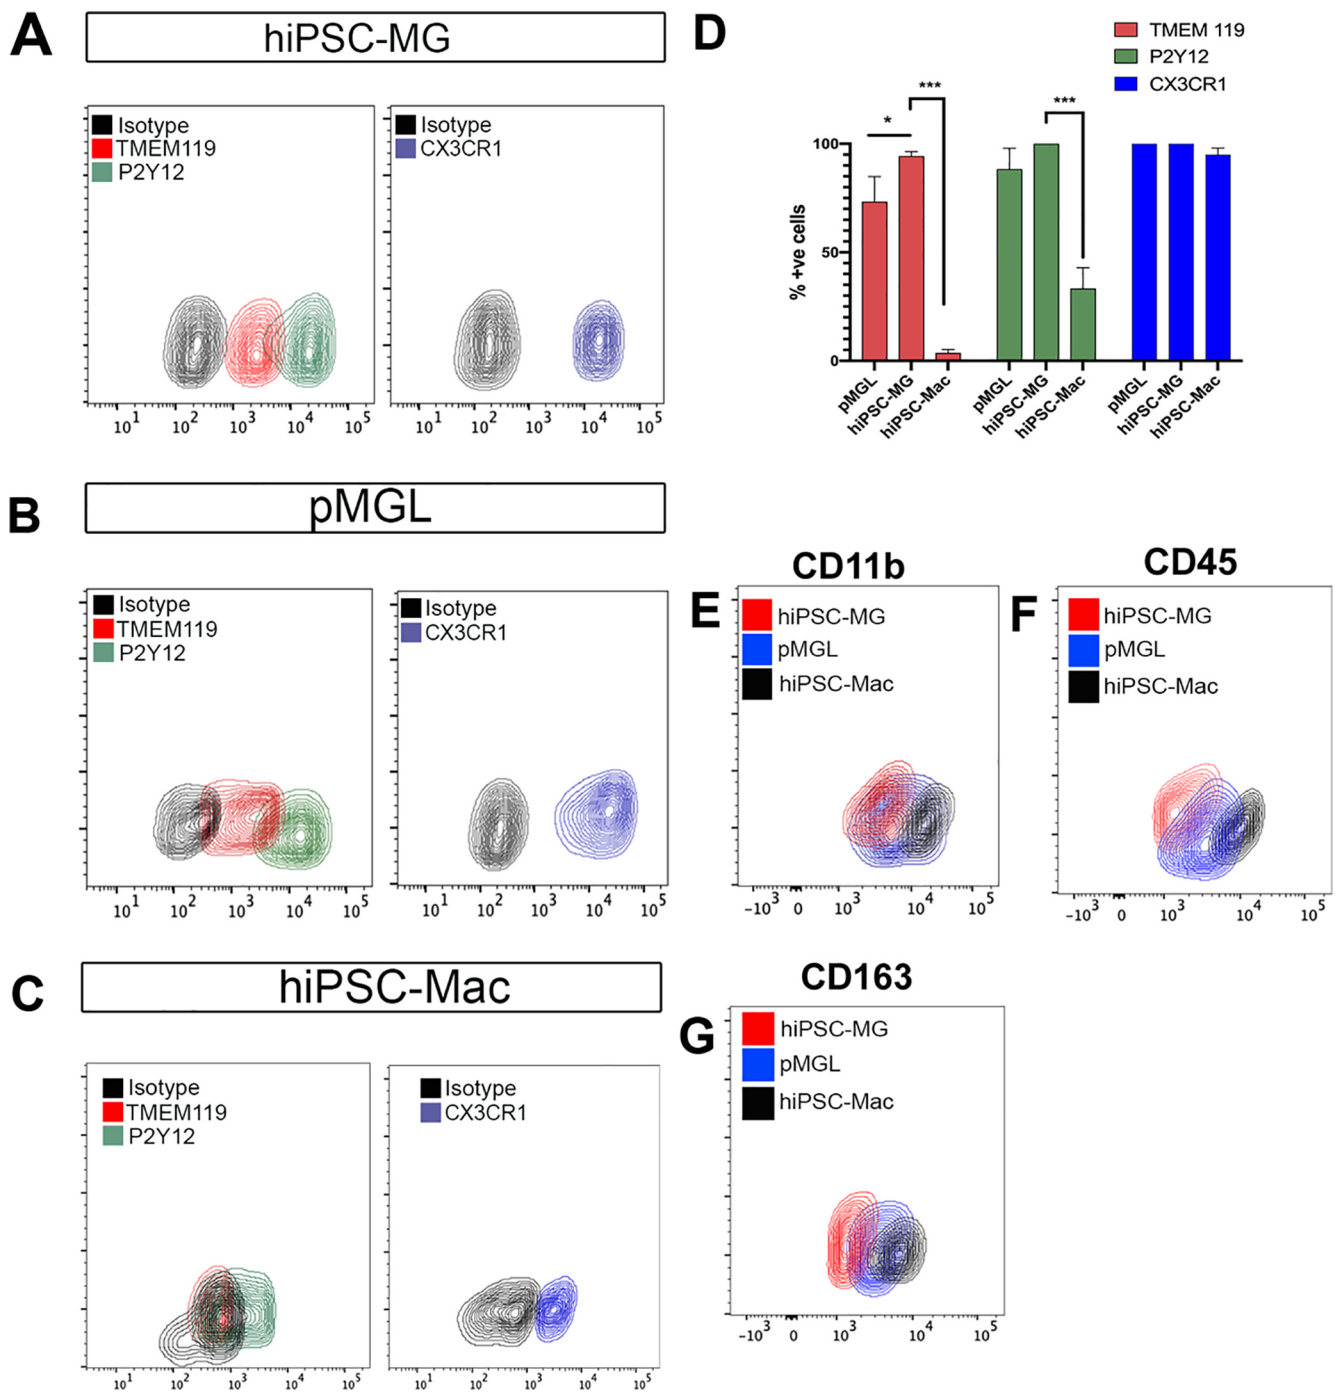 A
hiPSC-MG
Isotype
TMEM119
P2Y12
Isotype
CX3CR1
10¹ 10² 10³ 10⁴ 10⁵
10¹ 10² 10³ 10⁴ 10⁵
D
TMEM 119
P2Y12
CX3CR1
*
***
***
% +ve cells
100
50
0
pMGL
hiPSC-MG
hiPSC-Mac
pMGL
hiPSC-MG
hiPSC-Mac
pMGL
hiPSC-MG
hiPSC-Mac
B
pMGL
Isotype
TMEM119
P2Y12
Isotype
CX3CR1
10¹ 10² 10³ 10⁴ 10⁵
10¹ 10² 10³ 10⁴ 10⁵
CD11b
E
hiPSC-MG
pMGL
hiPSC-Mac
-10³ 0 10³ 10⁴ 10⁵
CD45
F
hiPSC-MG
pMGL
hiPSC-Mac
-10³ 0 10³ 10⁴ 10⁵
C
hiPSC-Mac
Isotype
TMEM119
P2Y12
Isotype
CX3CR1
10¹ 10² 10³ 10⁴ 10⁵
10¹ 10² 10³ 10⁴ 10⁵
CD163
G
hiPSC-MG
pMGL
hiPSC-Mac
-10³ 0 10³ 10⁴ 10⁵